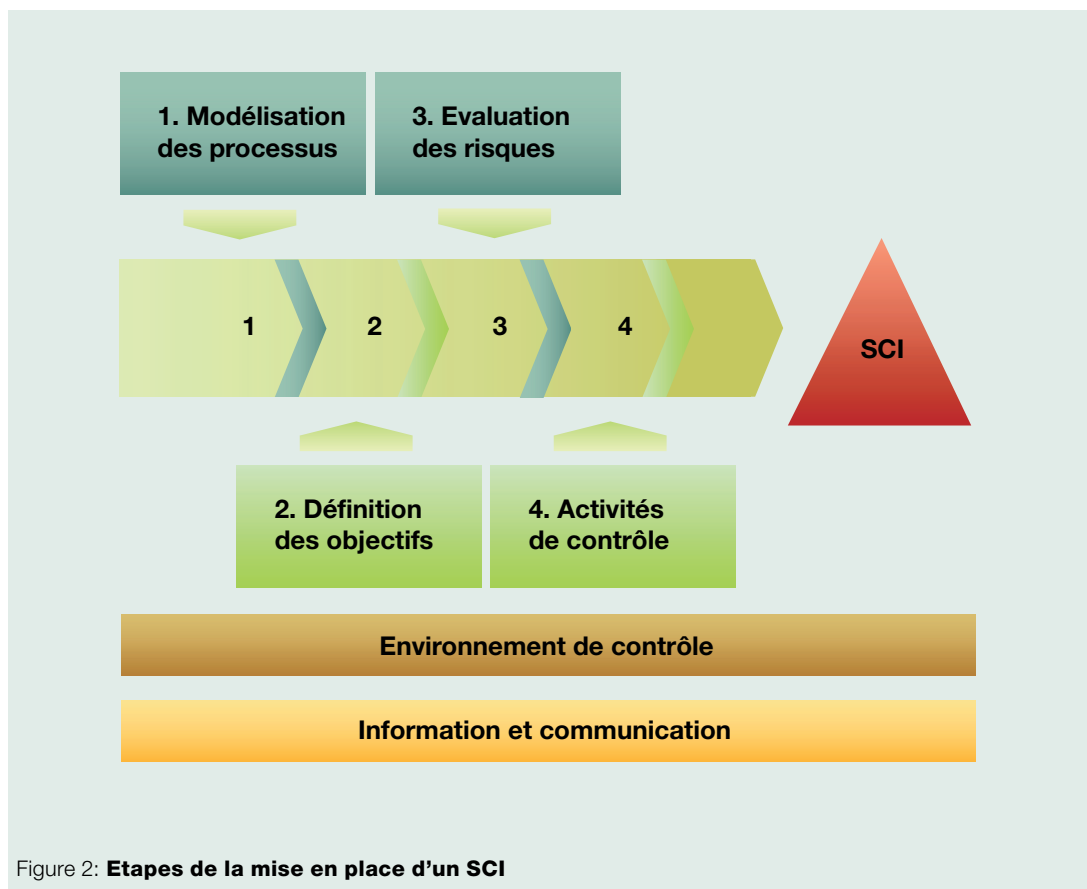 1. Modélisation
des processus
3. Evaluation
des risques
1
2
3
4
SCI
2. Définition
des objectifs
4. Activités
de contrôle
Environnement de contrôle
Information et communication
Figure 2: Etapes de la mise en place d’un SCI